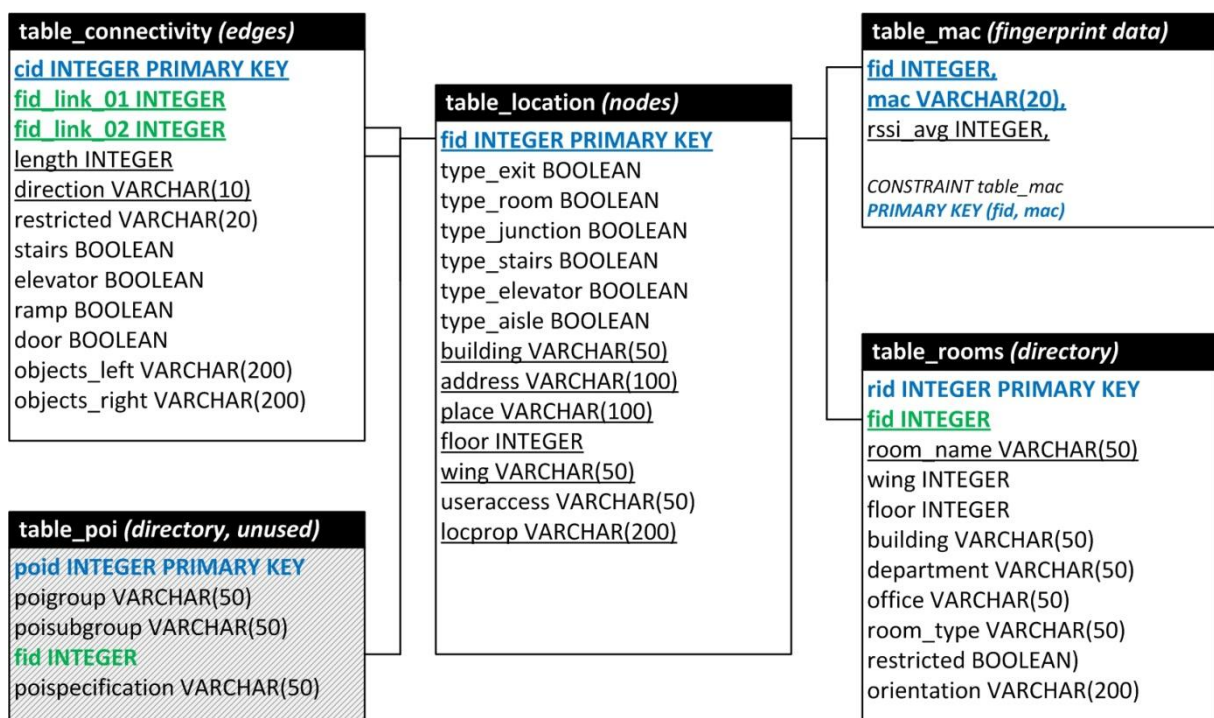 table_connectivity (edges)
cid INTEGER PRIMARY KEY
fid_link_01 INTEGER
fid_link_02 INTEGER
length INTEGER
direction VARCHAR(10)
restricted VARCHAR(20)
stairs BOOLEAN
elevator BOOLEAN
ramp BOOLEAN
door BOOLEAN
objects_left VARCHAR(200)
objects_right VARCHAR(200)
table_poi (directory, unused)
poid INTEGER PRIMARY KEY
poigroup VARCHAR(50)
poisubgroup VARCHAR(50)
fid INTEGER
poispecification VARCHAR(50)
table_location (nodes)
fid INTEGER PRIMARY KEY
type_exit BOOLEAN
type_room BOOLEAN
type_junction BOOLEAN
type_stairs BOOLEAN
type_elevator BOOLEAN
type_aisle BOOLEAN
building VARCHAR(50)
address VARCHAR(100)
place VARCHAR(100)
floor INTEGER
wing VARCHAR(50)
useraccess VARCHAR(50)
locprop VARCHAR(200)
table_mac (fingerprint data)
fid INTEGER,
mac VARCHAR(20),
rssi_avg INTEGER,
CONSTRAINT table_mac
PRIMARY KEY (fid, mac)
table_rooms (directory)
rid INTEGER PRIMARY KEY
fid INTEGER
room_name VARCHAR(50)
wing INTEGER
floor INTEGER
building VARCHAR(50)
department VARCHAR(50)
office VARCHAR(50)
room_type VARCHAR(50)
restricted BOOLEAN)
orientation VARCHAR(200)